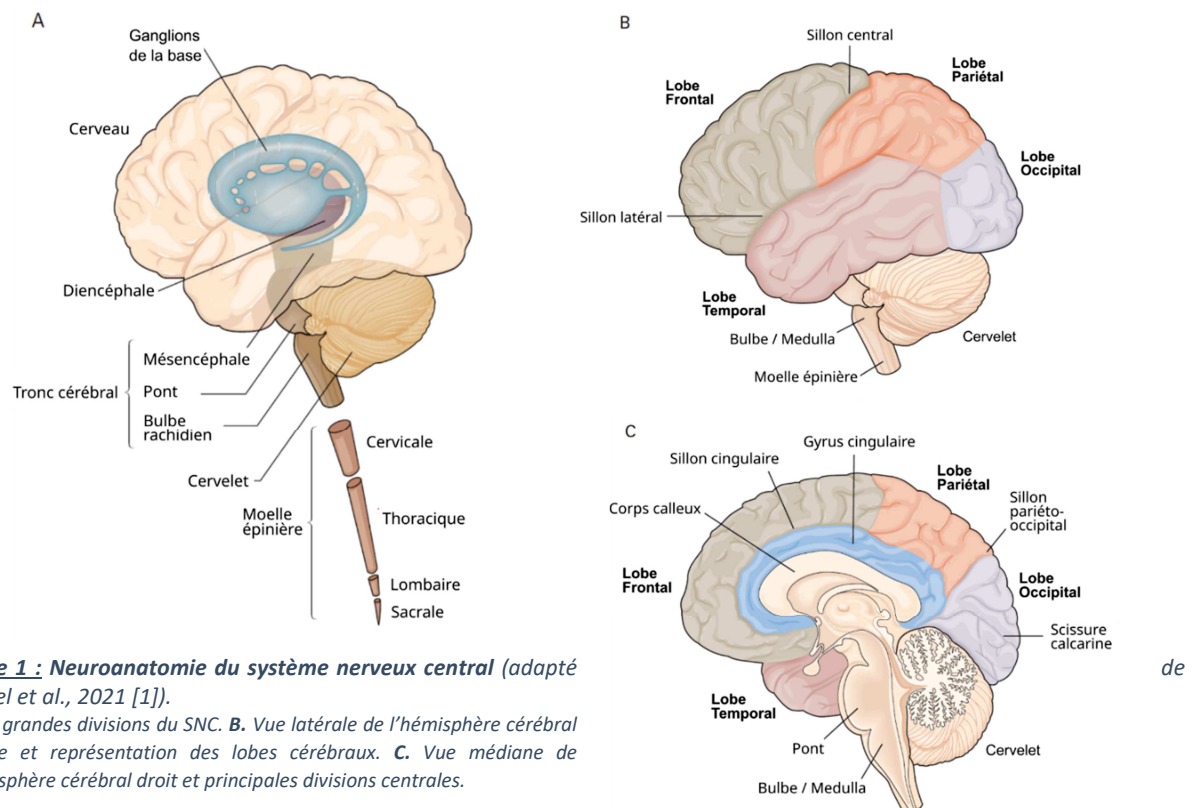 A
Ganglions
de la base
Cerveau
Diencéphale
Tronc cérébral
Mésencéphale
Pont
Bulbe
rachidien
Cervelet
Moelle
épinière
Cervicale
Thoracique
Lombaire
Sacrale
B
Sillon central
Lobe
Pariétal
Lobe
Frontal
Lobe
Occipital
Sillon latéral
Lobe
Temporal
Bulbe / Medulla
Cervelet
Moelle épinière
C
Gyrus cingulaire
Sillon cingulaire
Lobe
Pariétal
Corps calleux
Sillon
pariéto-
occipital
Lobe
Frontal
Lobe
Occipital
Scissure
calcarine
Lobe
Temporal
Pont
Cervelet
Bulbe / Medulla
1 : Neuroanatomie du système nerveux central (adapté de
et al., 2021 [1]).
grandes divisions du SNC. B. Vue latérale de l'hémisphère cérébral
et représentation des lobes cérébraux. C. Vue médiane de
cérébral droit et principales divisions centrales.